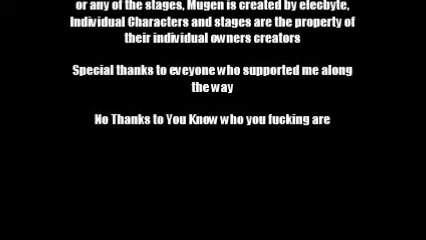 or any of the stages, Mugen is created by elecbyte,
Individual Characters and stages are the property of
their individual owners creators
Special thanks to eveyone who supported me along
the way
No Thanks to You Know who you fucking are